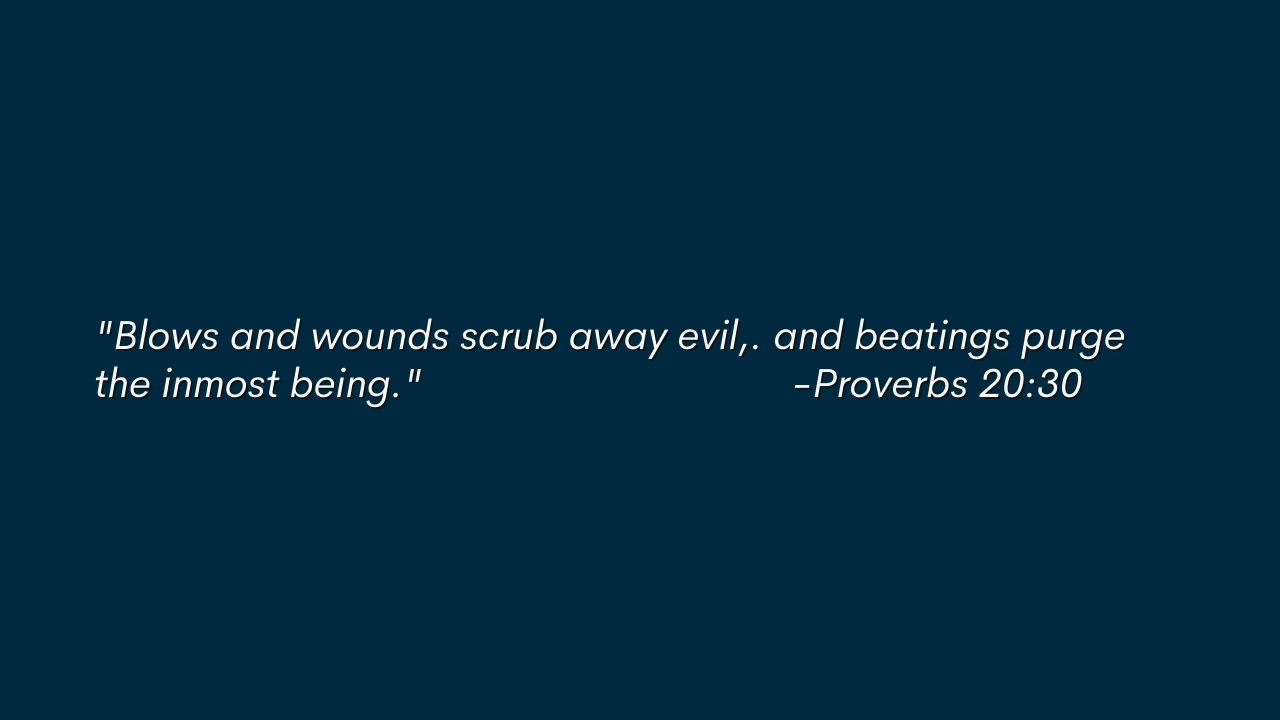 "Blows and wounds scrub away evil,. and beatings purge
the inmost being." -Proverbs 20:30